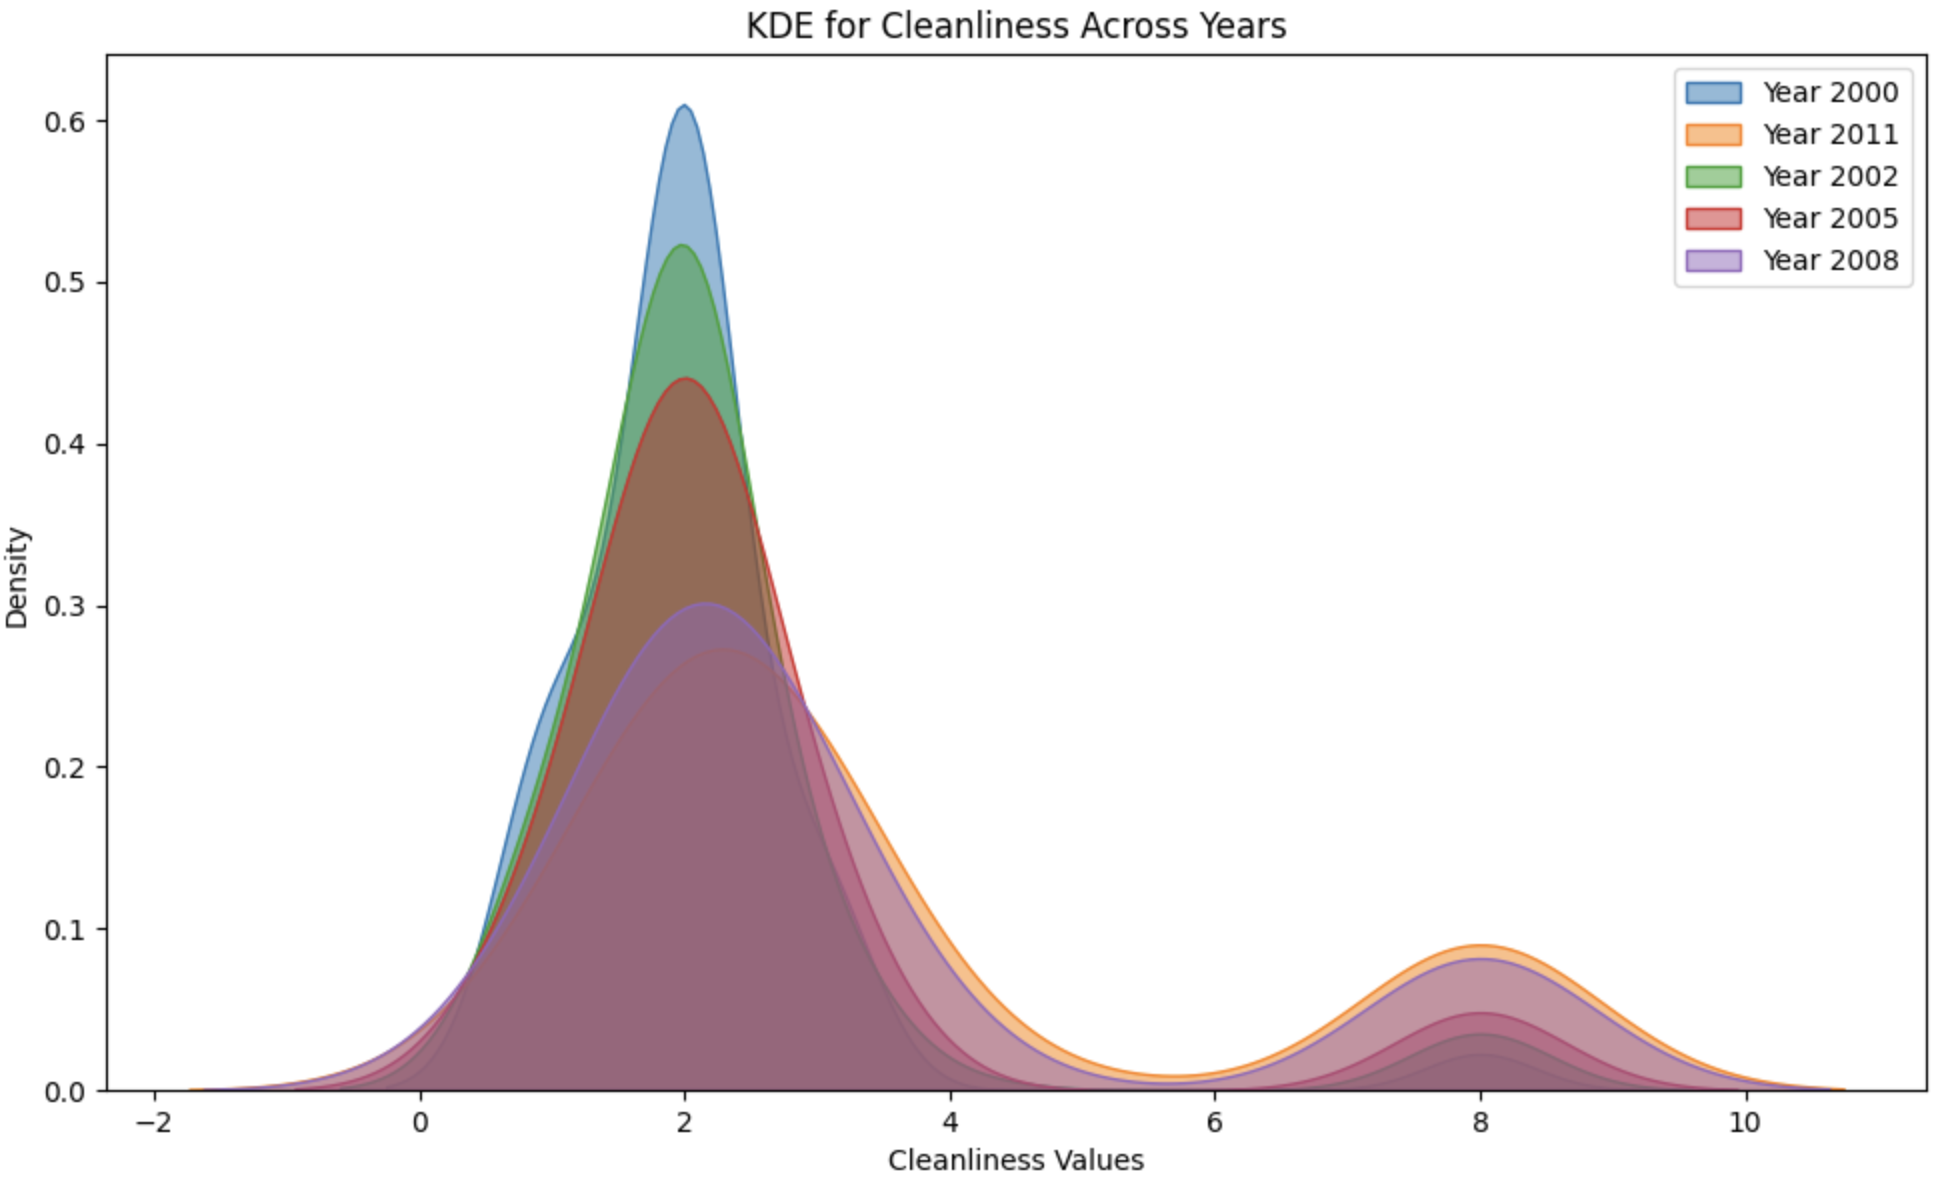 KDE for Cleanliness Across Years
Year 2000
Year 2011
Year 2002
Year 2005
Year 2008
0.6
0.5
0.4
0.3
0.2
0.1
0.0
Density
−2
0
2
4
6
8
10
Cleanliness Values